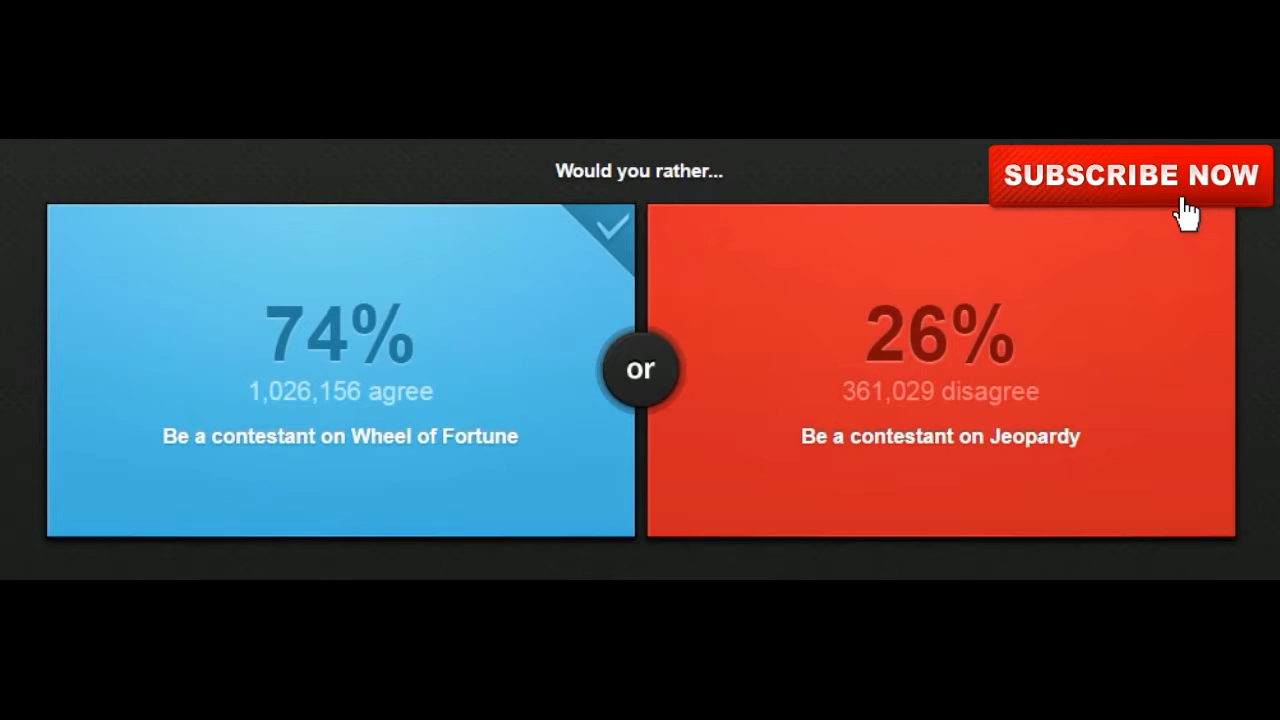 Would you rather...
SUBSCRIBE NOW
74%
1,026,156 agree
Be a contestant on Wheel of Fortune
or
26%
361,029 disagree
Be a contestant on Jeopardy